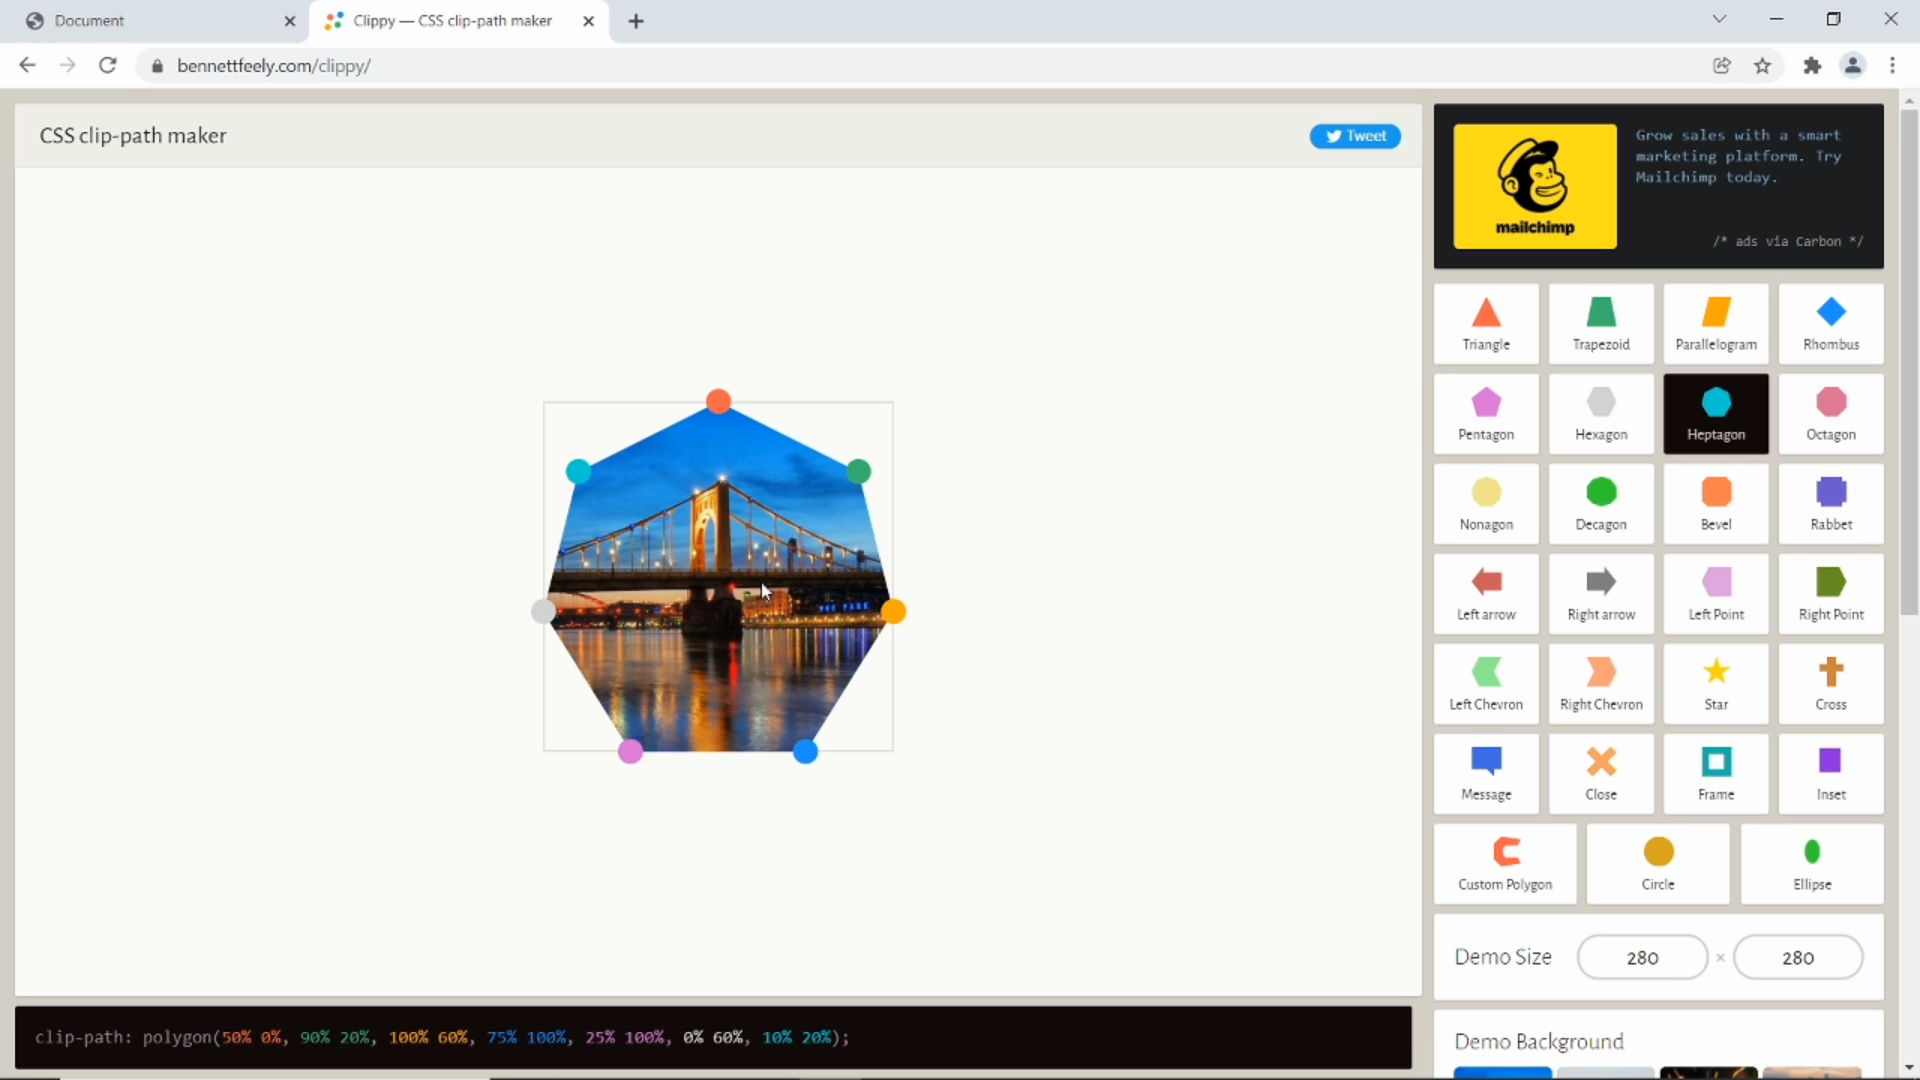 Document
Clippy — CSS clip-path maker
bennettfeely.com/clippy/
CSS clip-path maker
Tweet
mailchimp
Grow sales with a smart
marketing platform. Try
Mailchimp today.
/* ads via Carbon */
Triangle
Trapezoid
Parallelogram
Rhombus
Pentagon
Hexagon
Heptagon
Octagon
Nonagon
Decagon
Bevel
Rabbet
Left arrow
Right arrow
Left Point
Right Point
Left Chevron
Right Chevron
Star
Cross
Message
Close
Frame
Inset
Custom Polygon
Circle
Ellipse
Demo Size 280 × 280
clip-path: polygon(50% 0%, 90% 20%, 100% 60%, 75% 100%, 25% 100%, 0% 60%, 10% 20%);
Demo Background